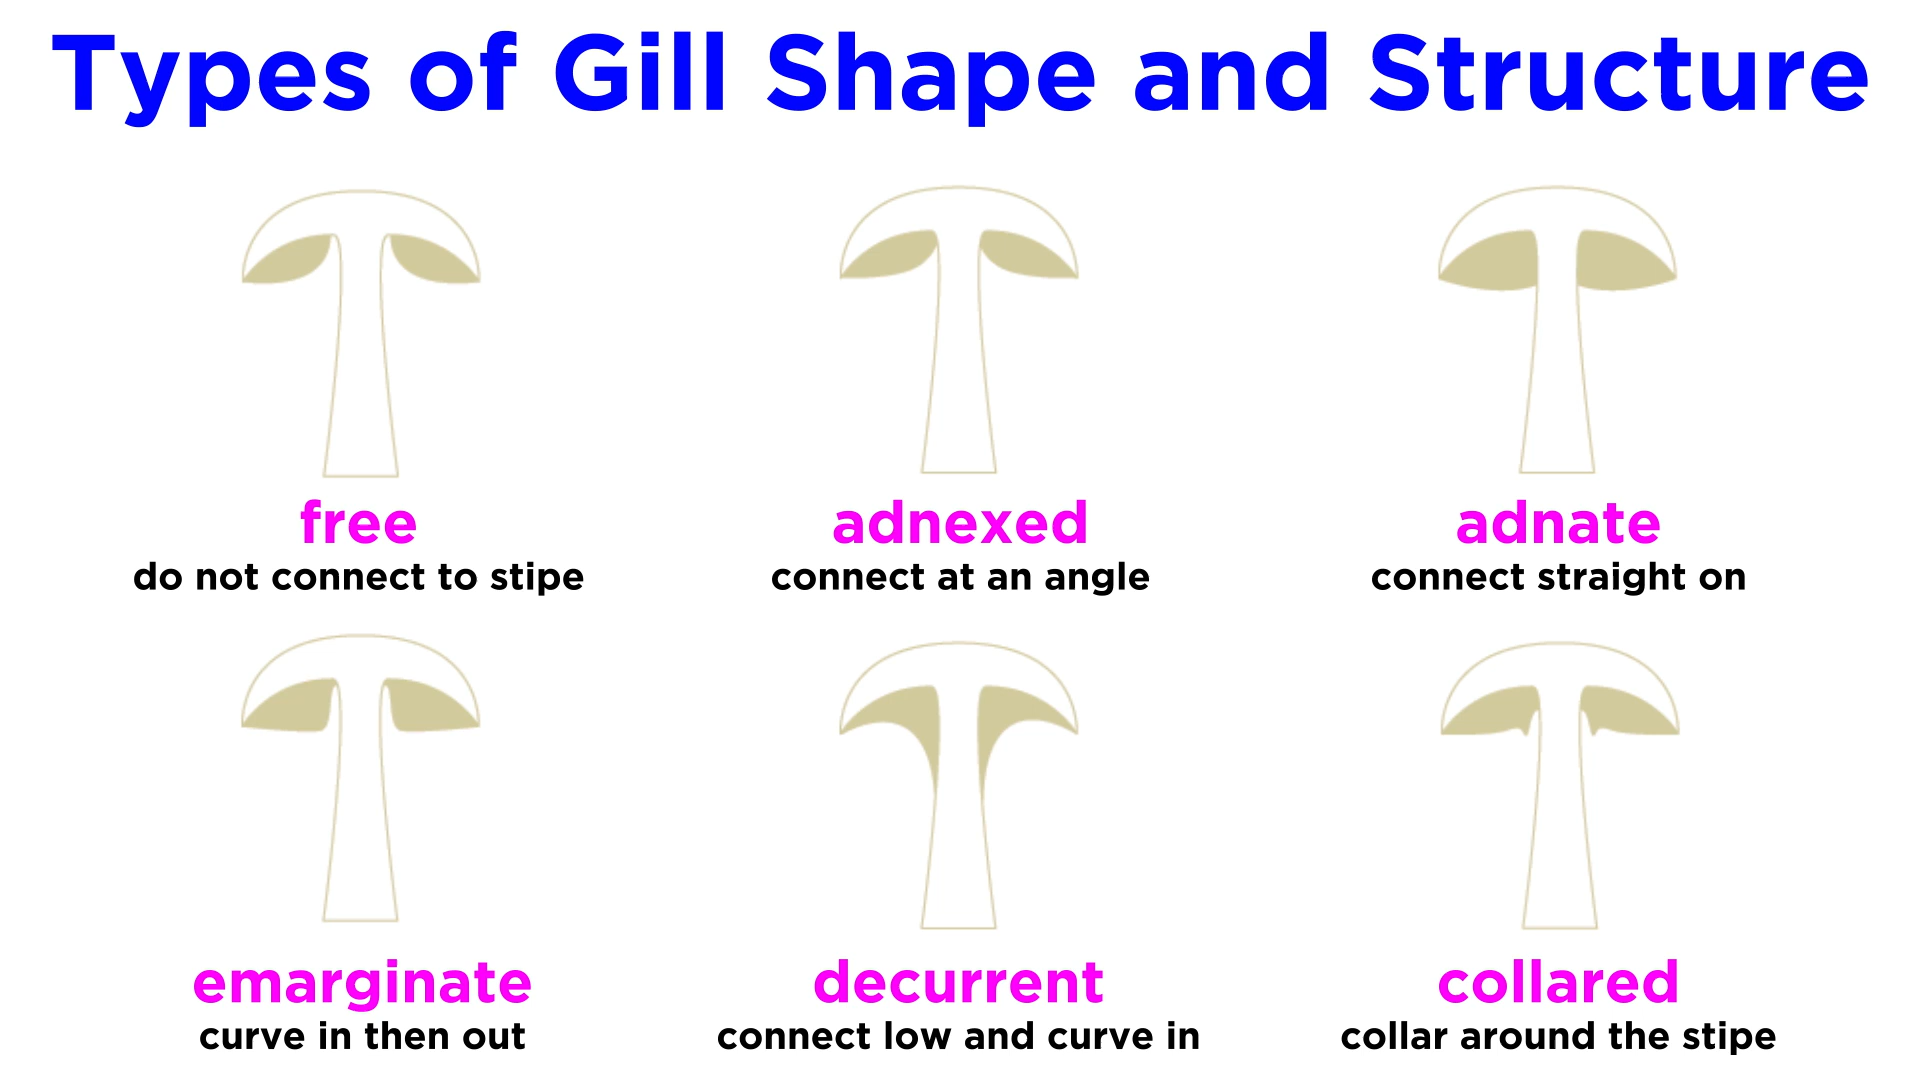 Types of Gill Shape and Structure
free
do not connect to stipe
adnexed
connect at an angle
adnate
connect straight on
emarginate
curve in then out
decurrent
connect low and curve in
collared
collar around the stipe